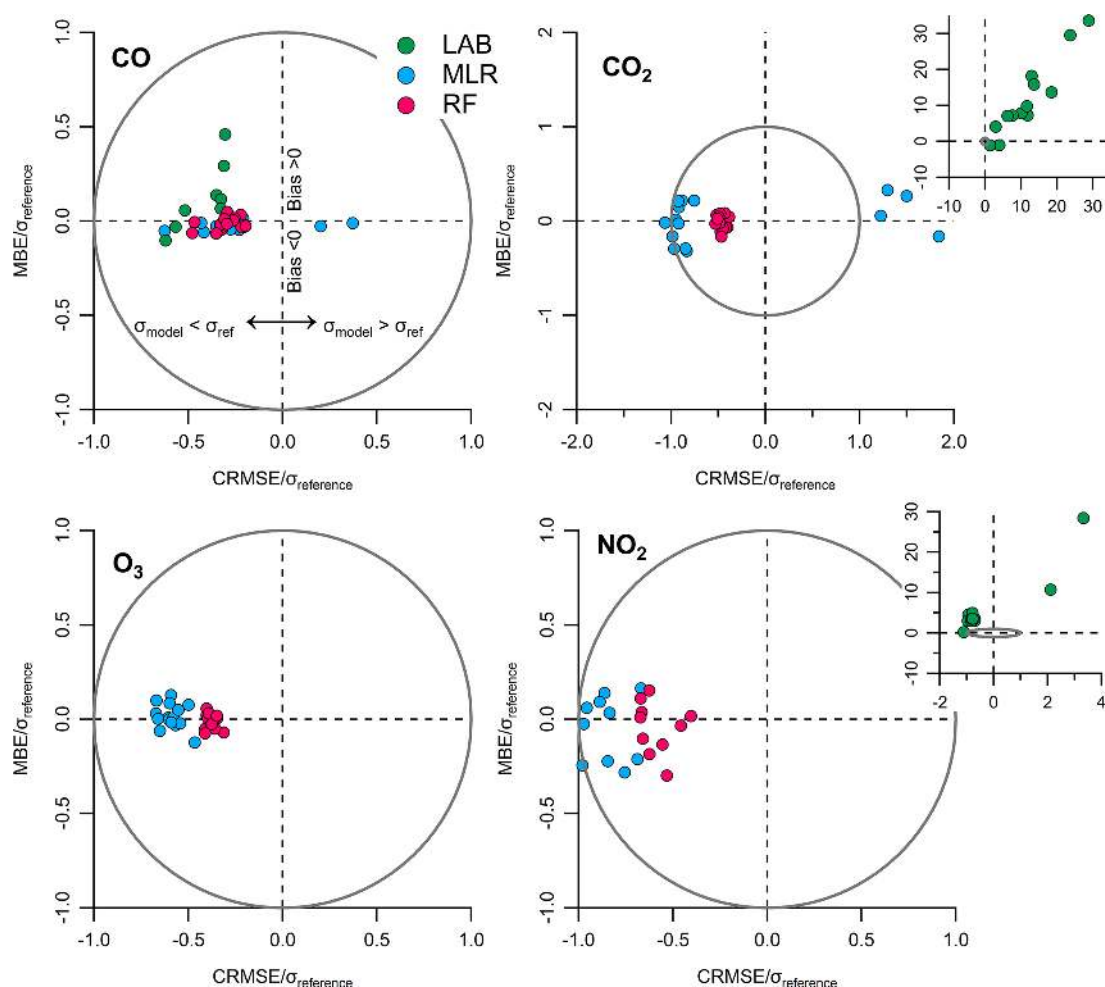 CO
LAB
MLR
RF
1.0
0.5
0.0
-0.5
-1.0
MBE/σreference
Bias >0
Bias <0
σmodel < σref
σmodel > σref
-1.0 -0.5 0.0 0.5 1.0
CRMSE/σreference
CO2
2
1
0
-1
-2
MBE/σreference
-2.0 -1.0 0.0 1.0 2.0
CRMSE/σreference
30
20
10
0
-10
-10 0 10 20 30
O3
1.0
0.5
0.0
-0.5
-1.0
MBE/σreference
-1.0 -0.5 0.0 0.5 1.0
CRMSE/σreference
NO2
1.0
0.5
0.0
-0.5
-1.0
MBE/σreference
-1.0 -0.5 0.0 0.5 1.0
CRMSE/σreference
30
20
10
0
-10
-2 0 2 4